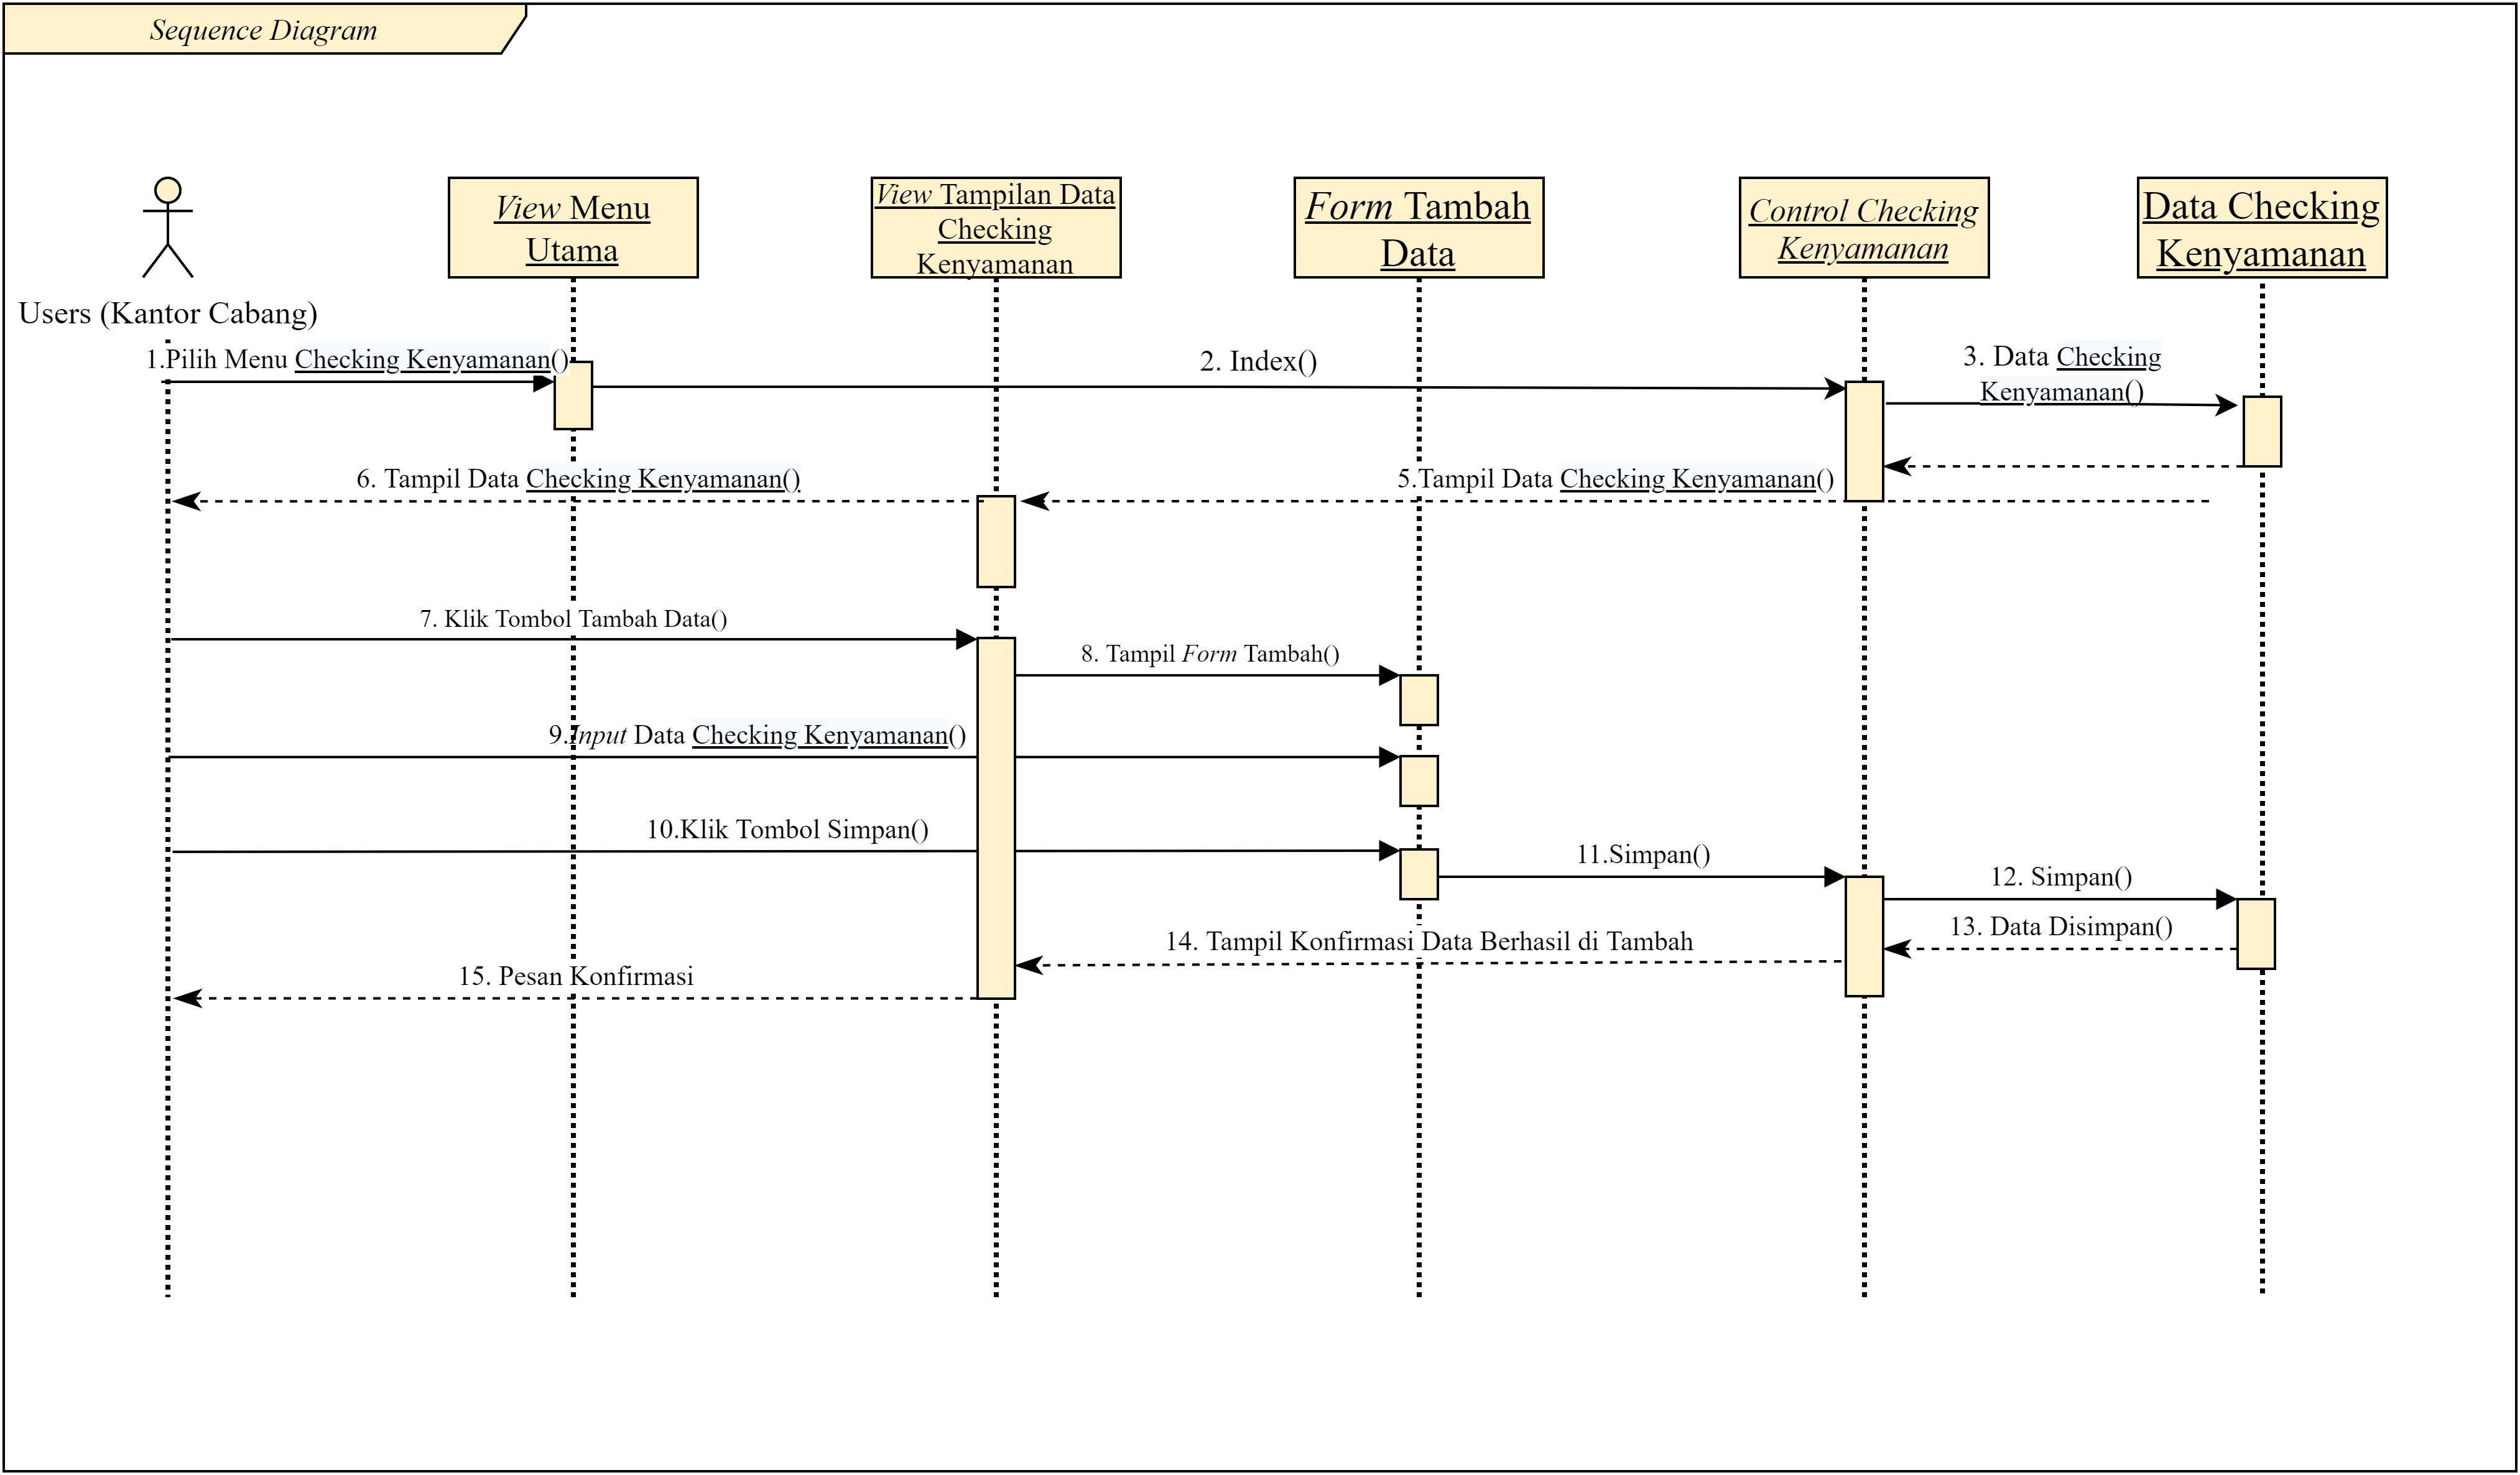 Sequence Diagram
View Menu
Utama
View Tampilan Data
Checking
Kenyamanan
Form Tambah
Data
Control Checking
Kenyamanan
Data Checking
Kenyamanan
Users (Kantor Cabang)
1.Pilih Menu Checking Kenyamanan()
2. Index()
3. Data Checking
Kenyamanan()
6. Tampil Data Checking Kenyamanan()
5.Tampil Data Checking Kenyamanan()
7. Klik Tombol Tambah Data()
8. Tampil Form Tambah()
9.Input Data Checking Kenyamanan()
10.Klik Tombol Simpan()
11.Simpan()
12. Simpan()
13. Data Disimpan()
14. Tampil Konfirmasi Data Berhasil di Tambah
15. Pesan Konfirmasi